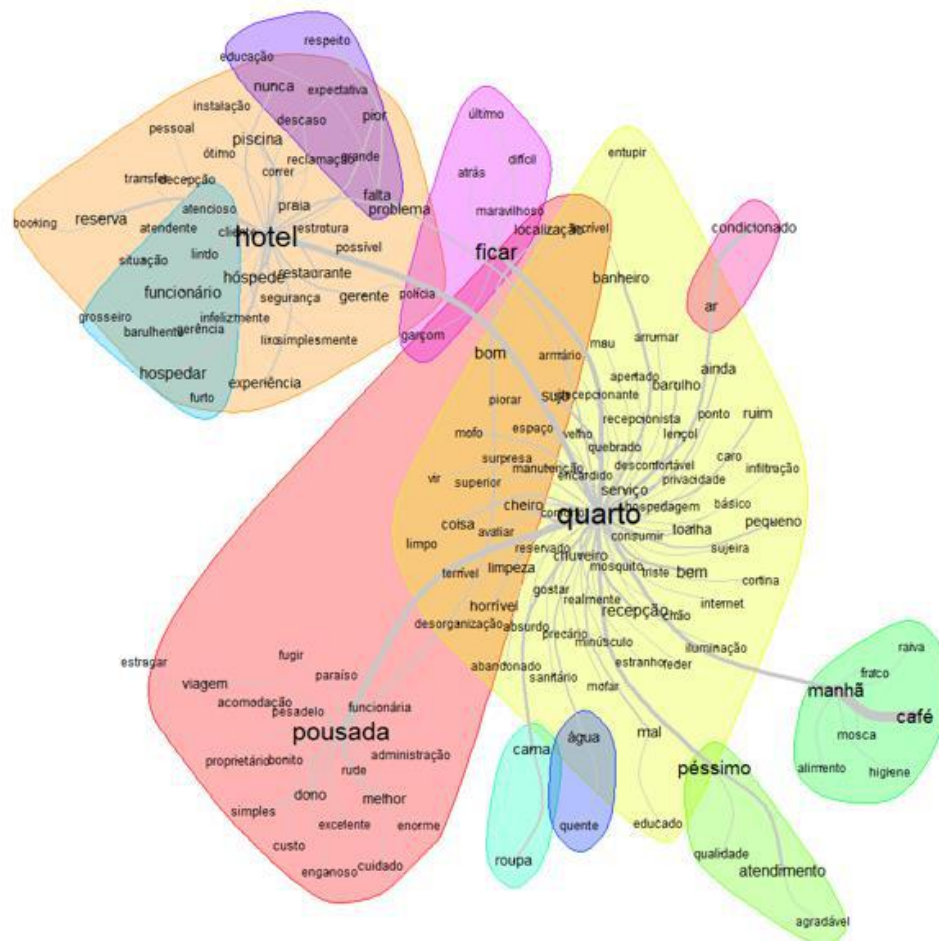 respeito
educação
nunca
expectativa
instalação
último
pior
descaso
pessoal
piscina
entupir
ótimo
reclamação
grande
difícil
correr
atrás
transfer
decepção
falta
atencioso
praia
problema
maravilhoso
booking
reserva
localização
incrível
condicionado
atendente
cliente
estrotura
hotel
possível
ficar
lindo
situação
hóspede
restaurante
banheiro
funcionário
segurança
gerente
polícia
ar
grosseiro
infelizmente
barulhento
gerência
garçom
lixo
simplesmente
mau
arrumar
bom
armário
hospedar
experiência
apertado
ainda
barulho
furto
sujo
recepcionante
piorar
recepcionista
ponto
ruim
espaço
velho
lençol
mofo
quebrado
surpresa
caro
manutenção
desconfortável
infiltração
vir
superior
encardido
privacidade
serviço
cheiro
hospedagem
básico
quarto
coisa
pequeno
avaliar
consumir
toalha
limpo
reservado
chuveiro
sujeira
terrível
limpeza
mosquito
triste
bem
gostar
cortina
realmente
horrível
recepção
internet
desorganização
absurdo
chão
precário
minúsculo
iluminação
raiva
fugir
estragar
abandonado
estranho
feder
paraíso
sanitário
fraco
viagem
mofar
manhã
acomodação
pesadelo
funcionária
café
pousada
mal
cama
água
mosca
administração
proprietário
bonito
rude
péssimo
alimento
higiene
dono
melhor
simples
excelente
enorme
quente
educado
custo
roupa
qualidade
cuidado
enganoso
atendimento
agradável